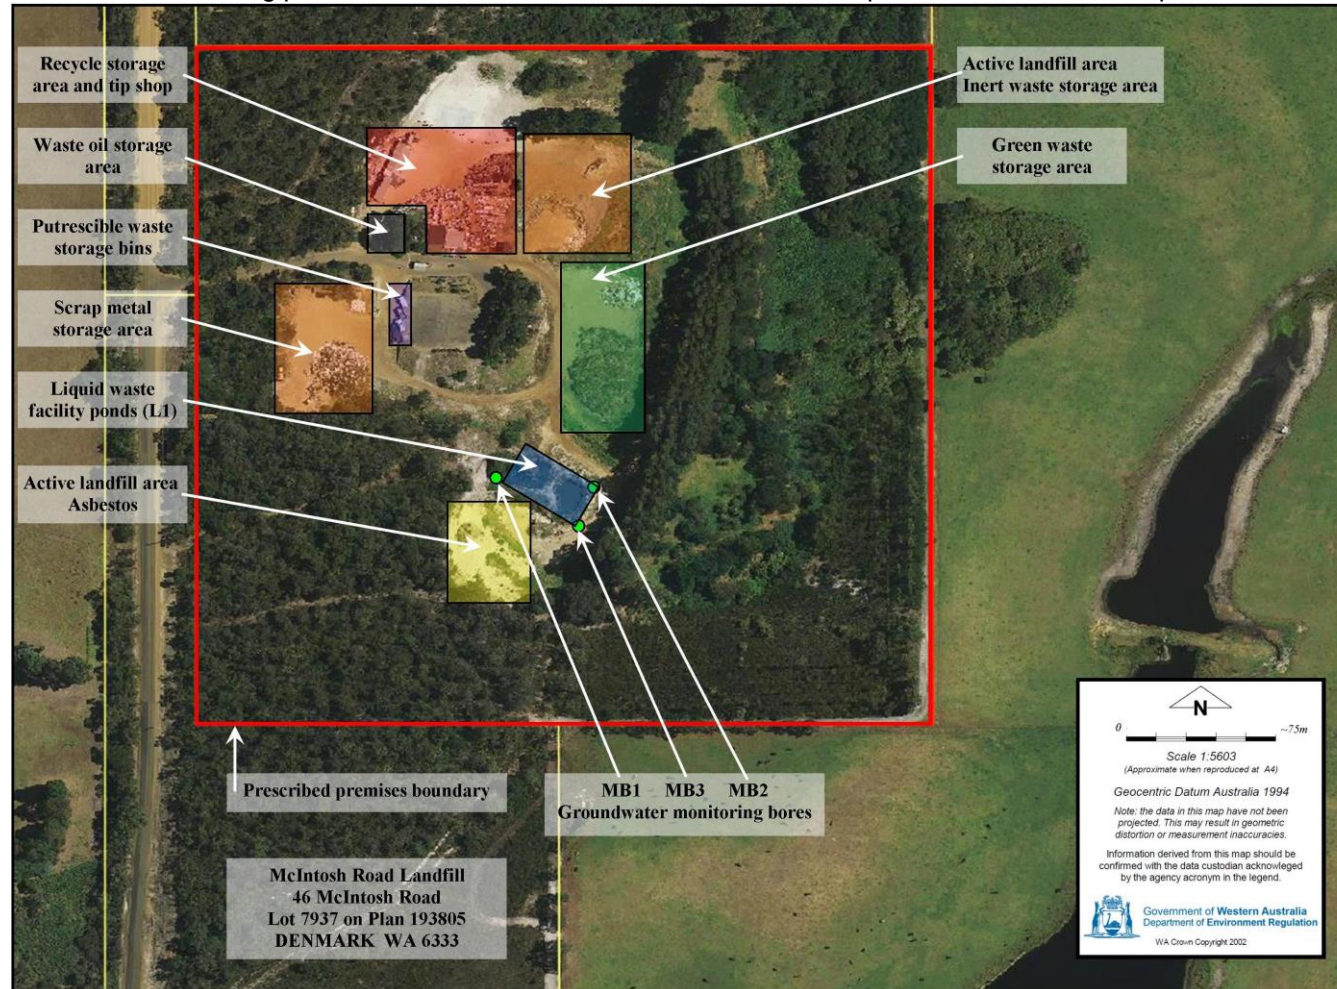 Recycle storage
area and tip shop
Waste oil storage
area
Putrescible waste
storage bins
Scrap metal
storage area
Liquid waste
facility ponds (L1)
Active landfill area
Asbestos
Active landfill area
Inert waste storage area
Green waste
storage area
Prescribed premises boundary
MB1 MB3 MB2
Groundwater monitoring bores
McIntosh Road Landfill
46 McIntosh Road
Lot 7937 on Plan 193805
DENMARK WA 6333
N
0 ~75m
Scale 1:5603
(Approximate when reproduced at A4)
Geocentric Datum Australia 1994
Note: the data in this map have not been
projected. This may result in geometric
distortion or measurement inaccuracies.
Information derived from this map should be
confirmed with the data custodian acknowleged
by the agency acronym in the legend.
Government of Western Australia
Department of Environment Regulation
WA Crown Copyright 2002